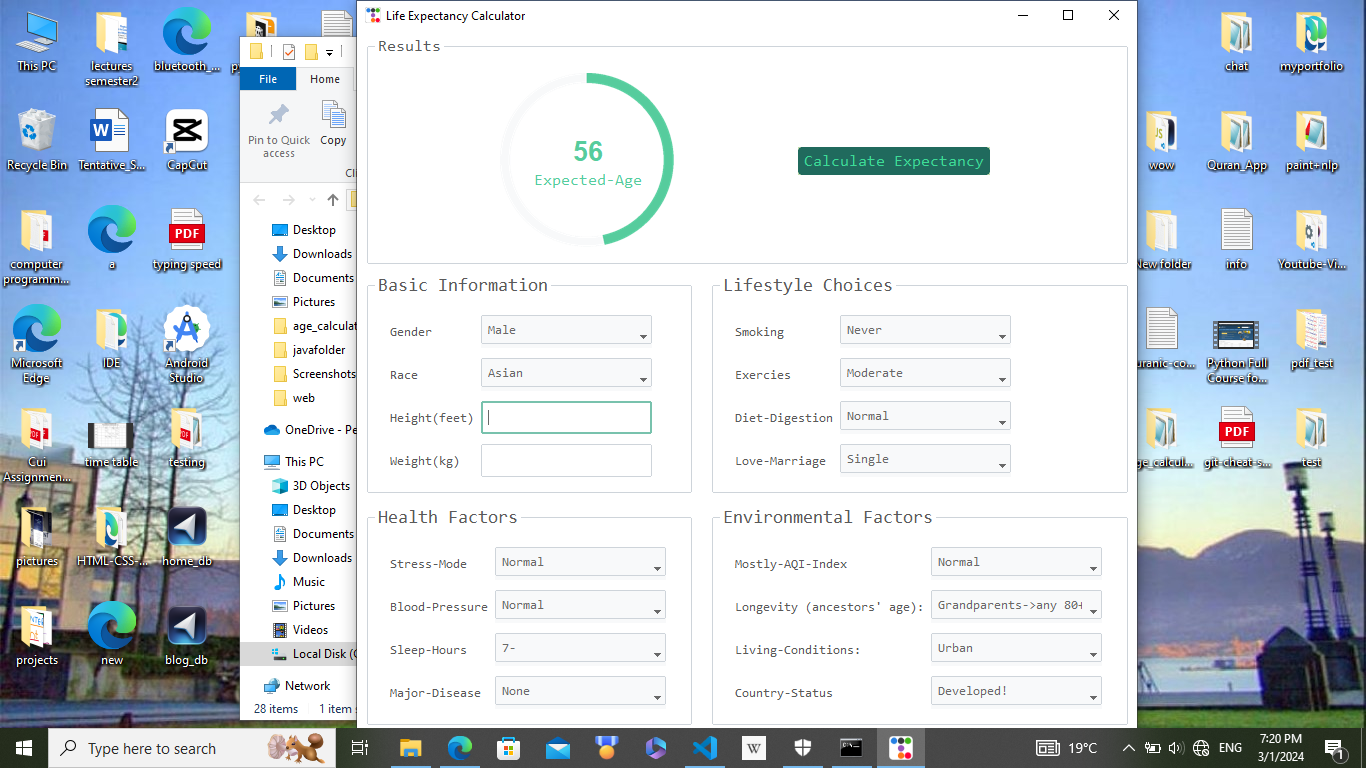 Life Expectancy Calculator
Results
56
Expected-Age
Calculate Expectancy
Basic Information
Gender
Male
Race
Asian
Height(feet)
Weight(kg)
Lifestyle Choices
Smoking
Never
Exercies
Moderate
Diet-Digestion
Normal
Love-Marriage
Single
Health Factors
Stress-Mode
Normal
Blood-Pressure
Normal
Sleep-Hours
7-
Major-Disease
None
Environmental Factors
Mostly-AQI-Index
Normal
Longevity (ancestors' age):
Grandparents->any 80+
Living-Conditions:
Urban
Country-Status
Developed!
This PC
lectures
semester2
bluetooth_...
Recycle Bin
W
Tentative_S...
CapCut
computer
programm...
a
PDF
typing speed
Microsoft
Edge
IDE
Android
Studio
Cui
Assignmen...
time table
testing
pictures
HTML-CSS-...
home_db
projects
new
blog_db
File
Home
Pin to Quick
access
Copy
Desktop
Downloads
Documents
Pictures
age_calculat
javafolder
Screenshots
web
OneDrive - Pe
This PC
3D Objects
Desktop
Documents
Downloads
Music
Pictures
Videos
Local Disk (C
Network
28 items
1 item s
chat
myportfolio
JS
wow
Quran_App
paint+nlp
New folder
info
Youtube-Vi...
uranic-co...
Python Full
Course fo...
pdf_test
ge_calcul...
PDF
git-cheat-s...
test
Type here to search
W
19°C
ENG
7:20 PM
3/1/2024
1